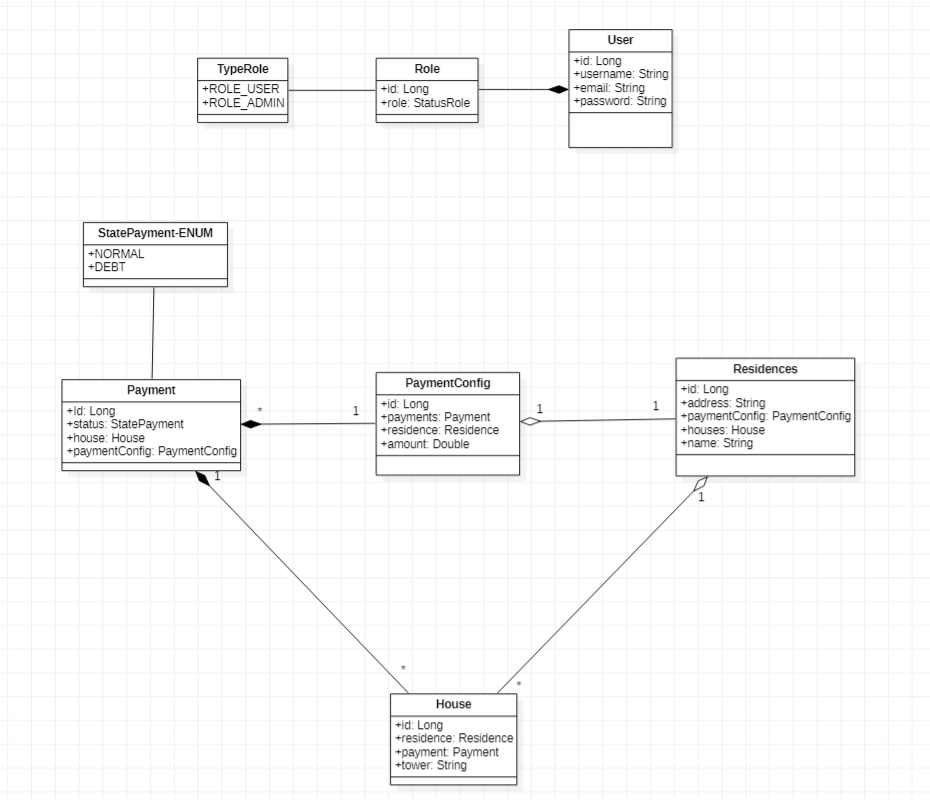 User
+id: Long
+username: String
+email: String
+password: String
TypeRole
+ROLE_USER
+ROLE_ADMIN
Role
+id: Long
+role: StatusRole
StatePayment-ENUM
+NORMAL
+DEBT
Payment
+Id: Long
+status: StatePayment
+house: House
+paymentConfig: PaymentConfig
*
1
1
PaymentConfig
+id: Long
+payments: Payment
+residence: Residence
+amount: Double
1
1
Residences
+id: Long
+address: String
+paymentConfig: PaymentConfig
+houses: House
+name: String
1
*
*
House
+id: Long
+residence: Residence
+payment: Payment
+tower: String